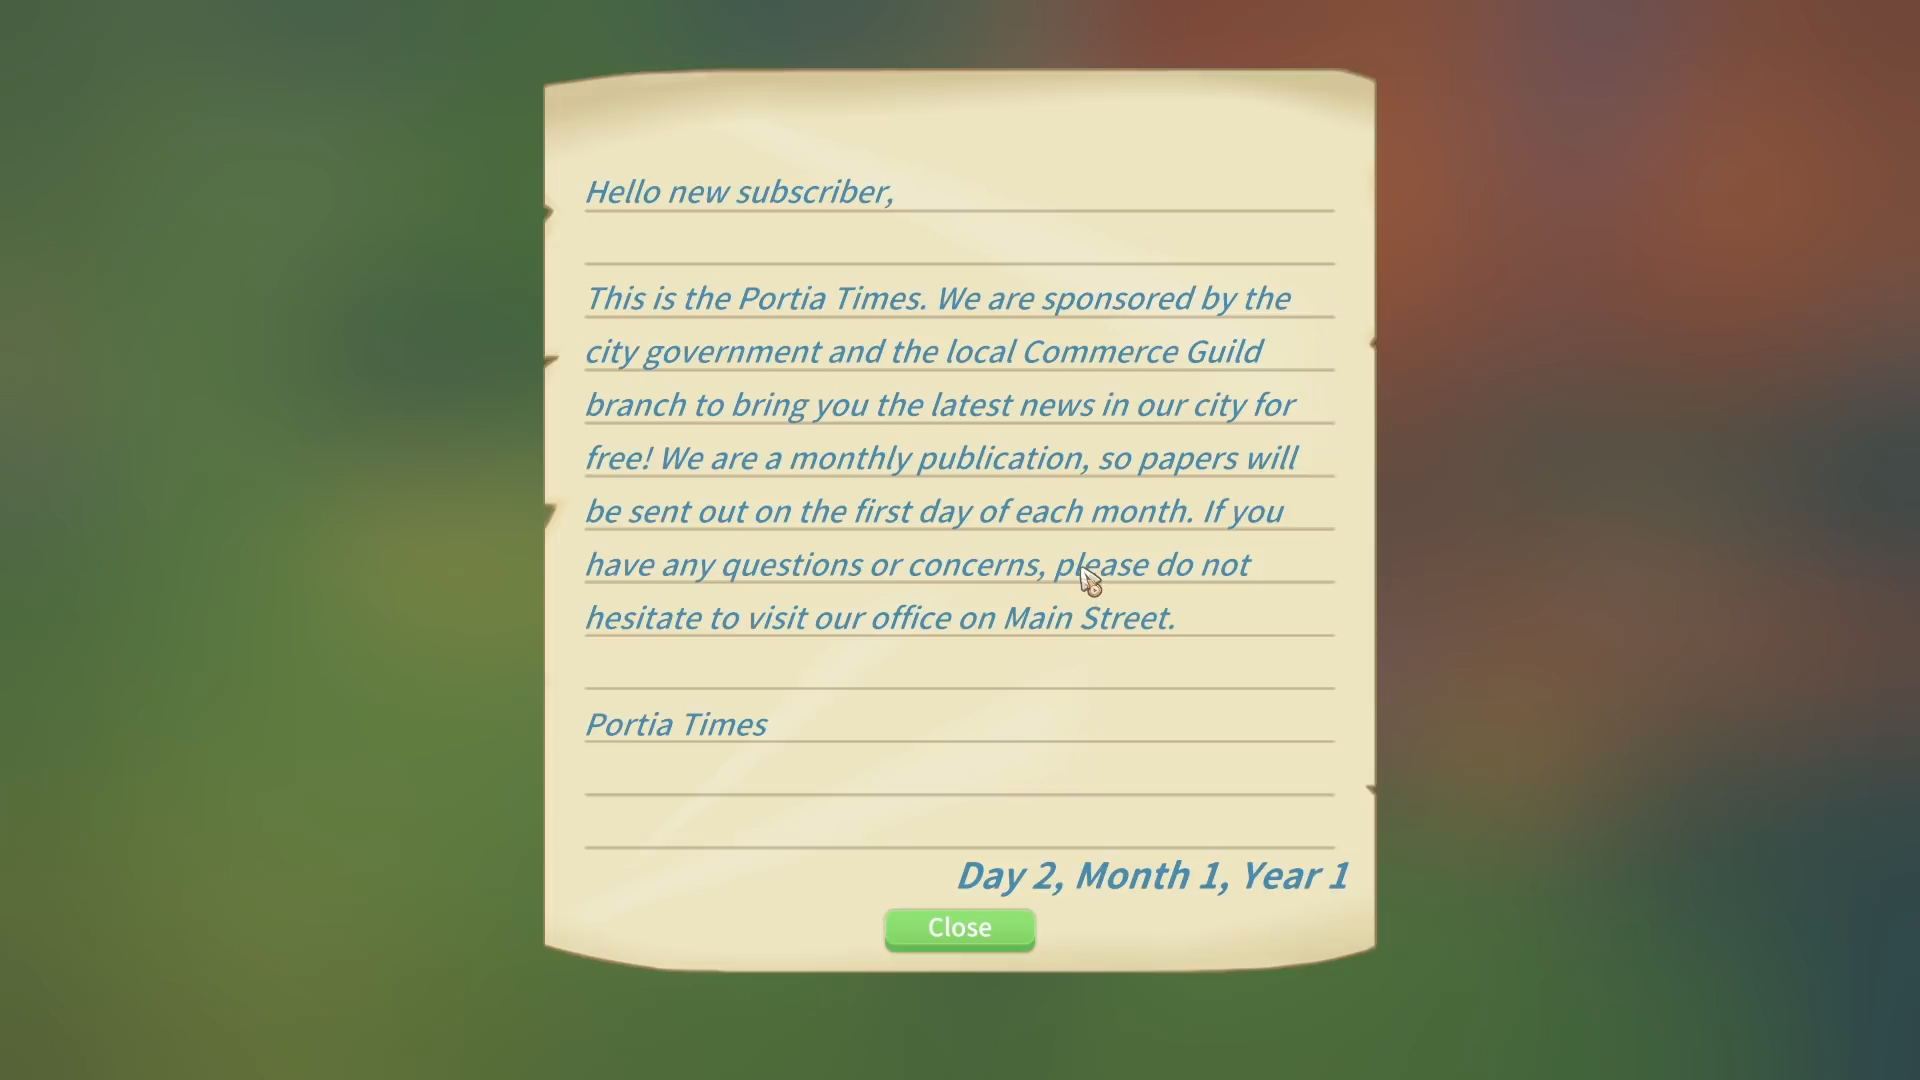 Hello new subscriber,
This is the Portia Times. We are sponsored by the
city government and the local Commerce Guild
branch to bring you the latest news in our city for
free! We are a monthly publication, so papers will
be sent out on the first day of each month. If you
have any questions or concerns, please do not
hesitate to visit our office on Main Street.
Portia Times
Day 2, Month 1, Year 1
Close